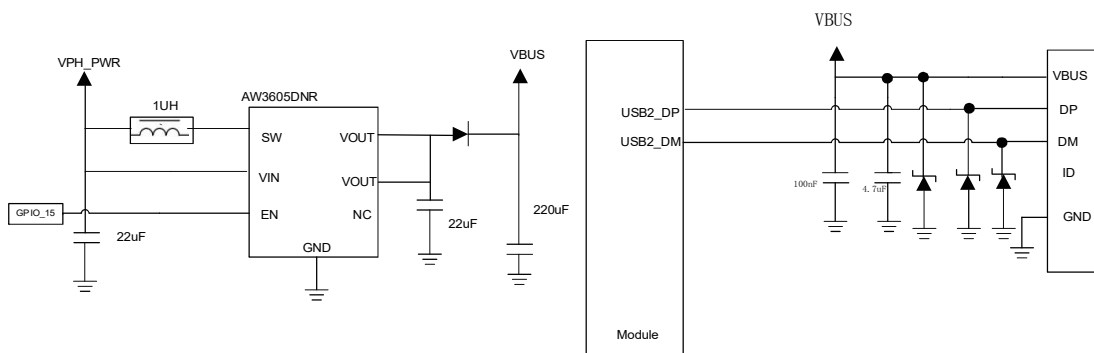 VPH_PWR
1UH
AW3605DNR
SW
VIN
EN
VOUT
VOUT
NC
GND
GPIO_15
22uF
22uF
220uF
VBUS
USB2_DP
USB2_DM
Module
VBUS
100nF
4.7uF
VBUS
DP
DM
ID
GND